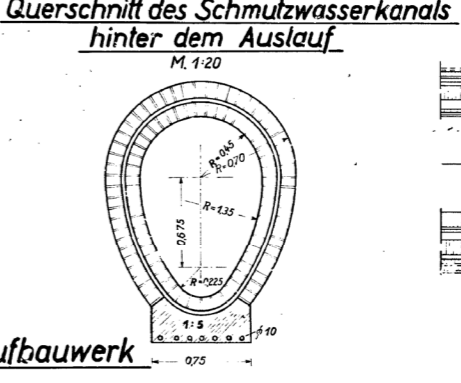 Querschnitt des Schmutzwasserkanals
hinter dem Auslauf
M. 1:20
R=0,45
R=0,70
R=1,35
0,675
R=0,225
1:5
ϕ10
ufbauwerk
0,75